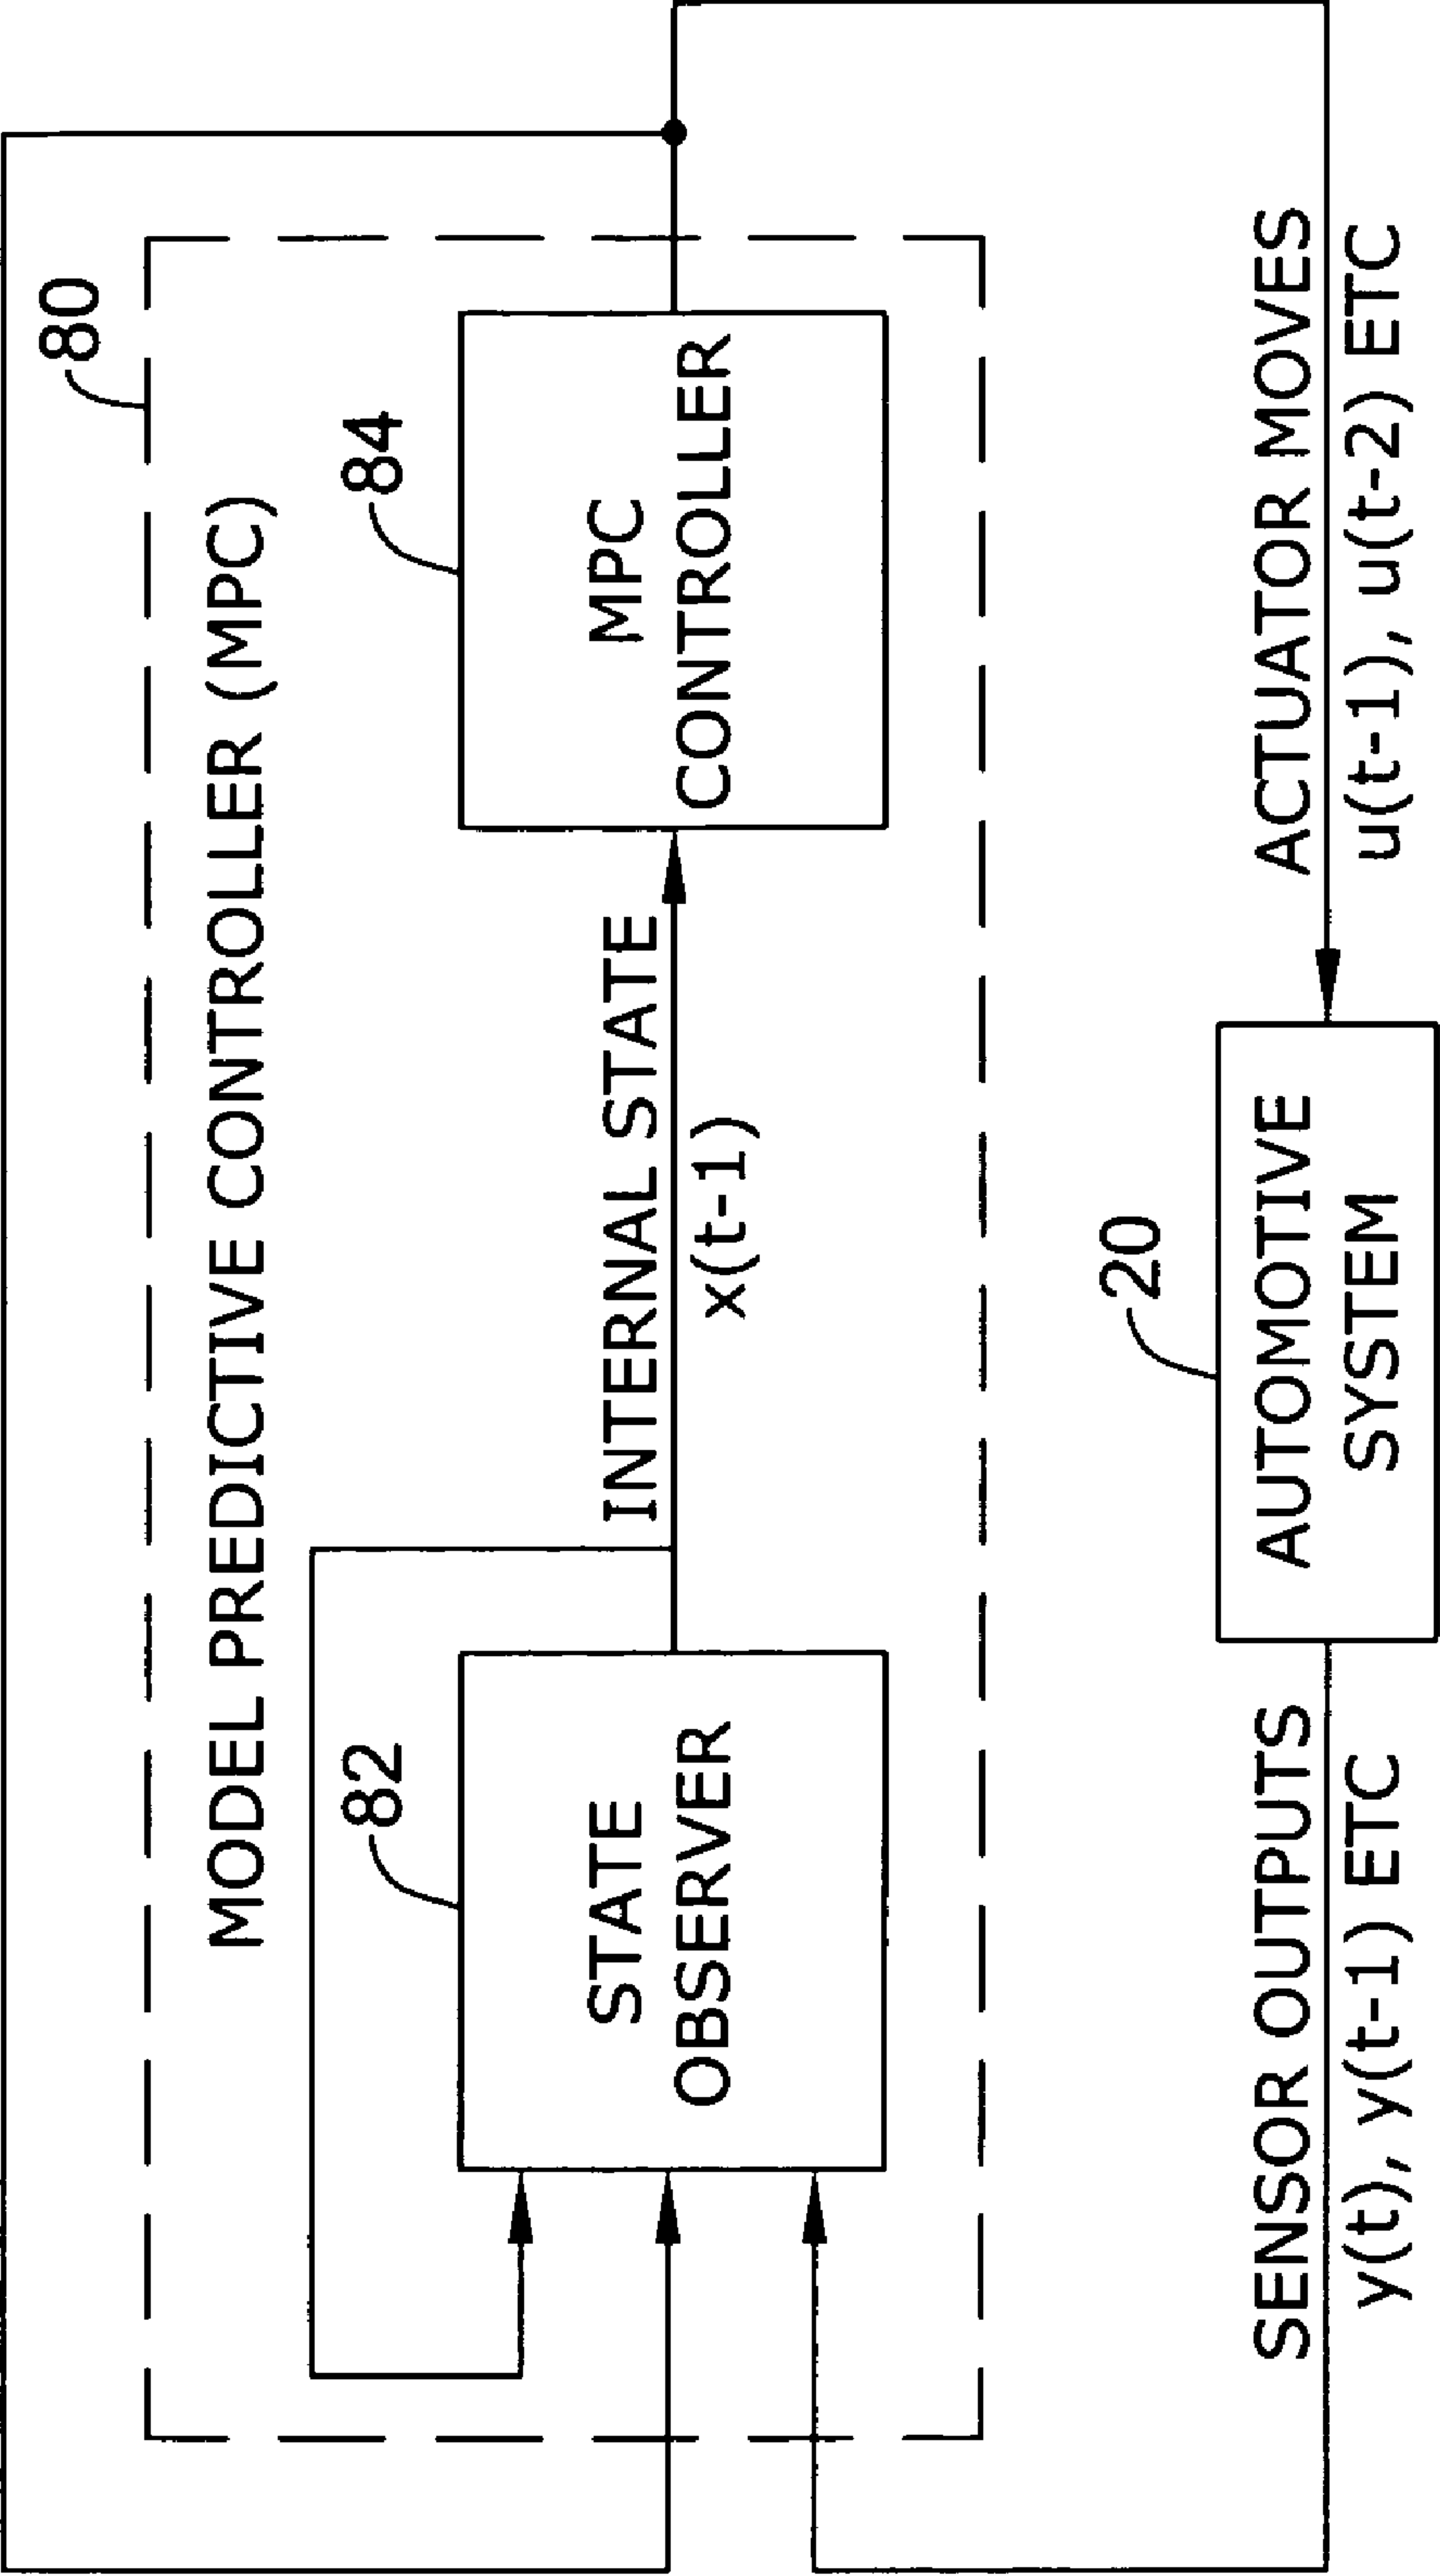 80
MODEL PREDICTIVE CONTROLLER (MPC)
82
84
STATE
OBSERVER
INTERNAL STATE
x(t-1)
MPC
CONTROLLER
20
SENSOR OUTPUTS
y(t), y(t-1) ETC
AUTOMOTIVE
SYSTEM
ACTUATOR MOVES
u(t-1), u(t-2) ETC